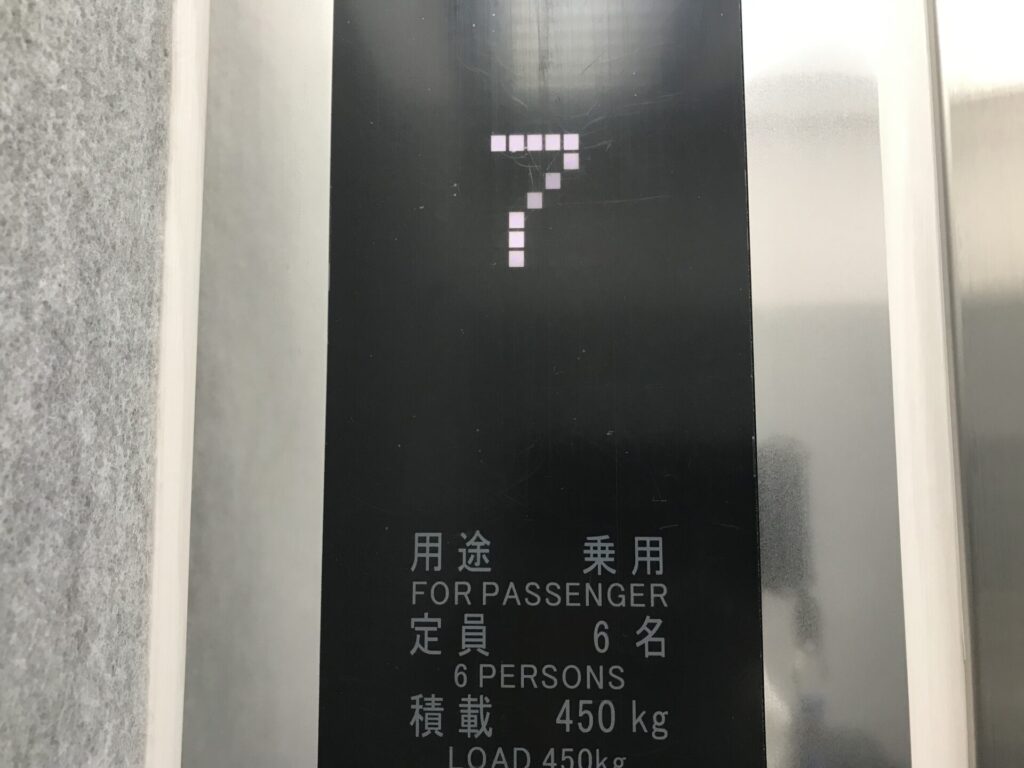 7
用途 乗用
FOR PASSENGER
定員 6名
6 PERSONS
積載 450 kg
LOAD 450kg